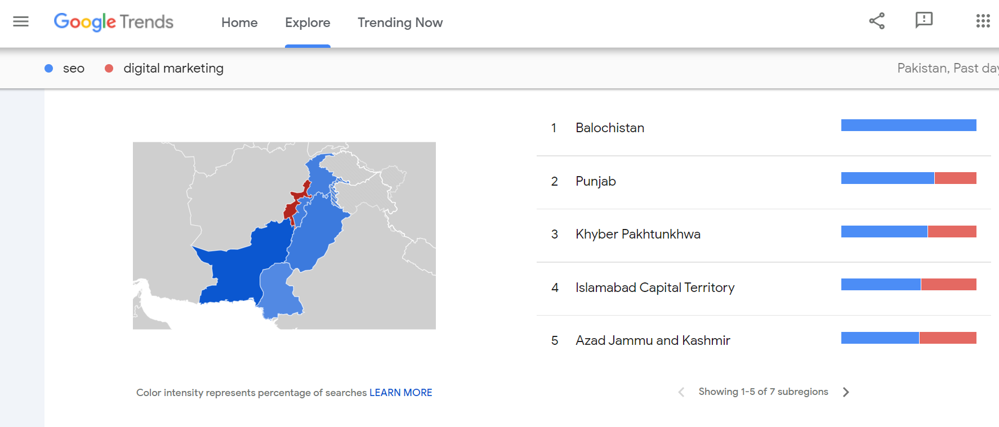 Google Trends Home Explore Trending Now
seo digital marketing Pakistan, Past day
1 Balochistan
2 Punjab
3 Khyber Pakhtunkhwa
4 Islamabad Capital Territory
5 Azad Jammu and Kashmir
Color intensity represents percentage of searches LEARN MORE
Showing 1-5 of 7 subregions